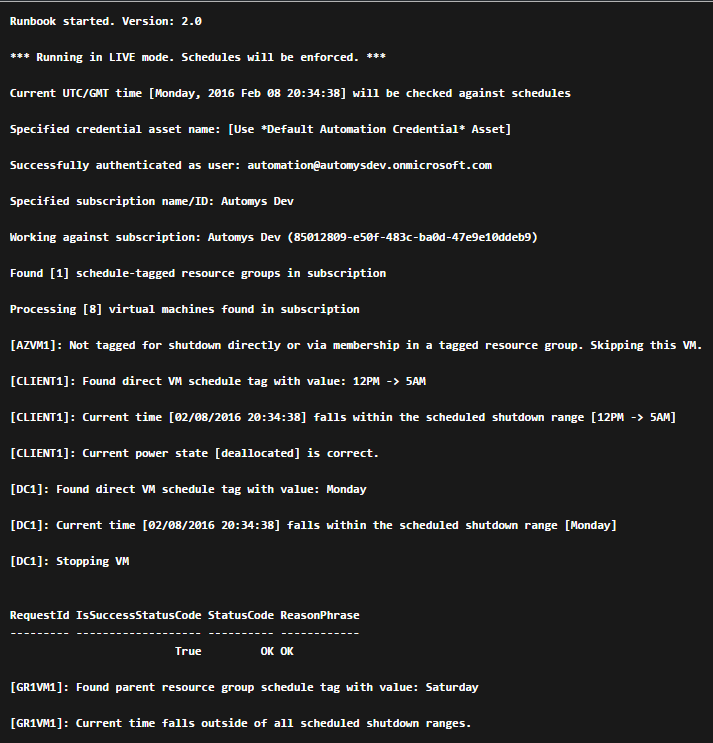 Runbook started. Version: 2.0
*** Running in LIVE mode. Schedules will be enforced. ***
Current UTC/GMT time [Monday, 2016 Feb 08 20:34:38] will be checked against schedules
Specified credential asset name: [Use *Default Automation Credential* Asset]
Successfully authenticated as user: automation@automysdev.onmicrosoft.com
Specified subscription name/ID: Automys Dev
Working against subscription: Automys Dev (85012809-e50f-483c-ba0d-47e9e10ddeb9)
Found [1] schedule-tagged resource groups in subscription
Processing [8] virtual machines found in subscription
[AZVM1]: Not tagged for shutdown directly or via membership in a tagged resource group. Skipping this VM.
[CLIENT1]: Found direct VM schedule tag with value: 12PM -> 5AM
[CLIENT1]: Current time [02/08/2016 20:34:38] falls within the scheduled shutdown range [12PM -> 5AM]
[CLIENT1]: Current power state [deallocated] is correct.
[DC1]: Found direct VM schedule tag with value: Monday
[DC1]: Current time [02/08/2016 20:34:38] falls within the scheduled shutdown range [Monday]
[DC1]: Stopping VM
RequestId IsSuccessStatusCode StatusCode ReasonPhrase
--------- ------------------- ---------- ------------
True OK OK
[GR1VM1]: Found parent resource group schedule tag with value: Saturday
[GR1VM1]: Current time falls outside of all scheduled shutdown ranges.